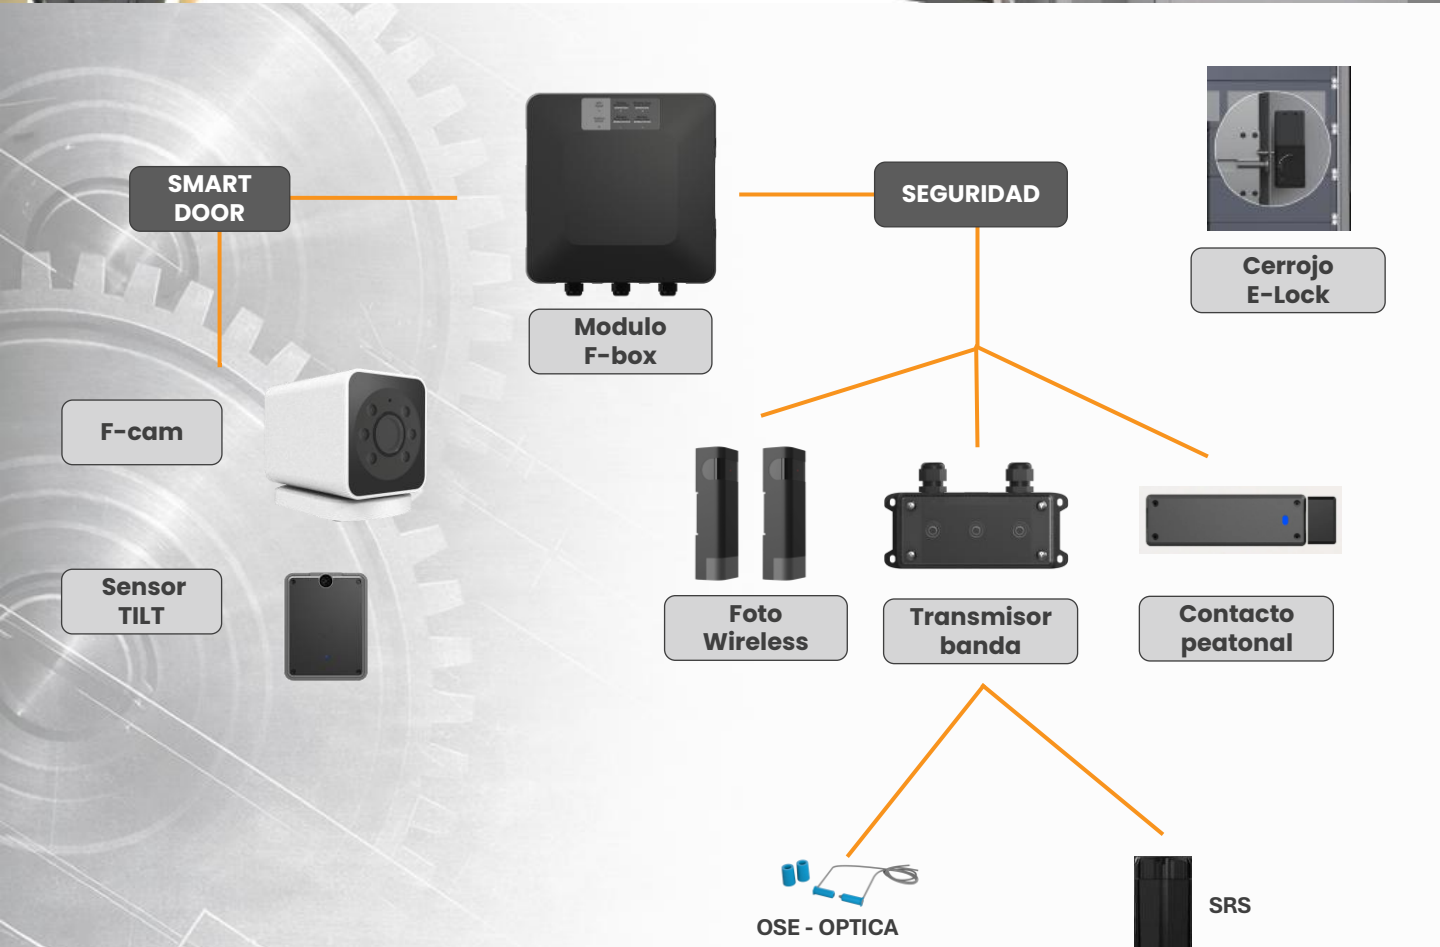 SMART
DOOR
SEGURIDAD
Cerrojo
E-Lock
Modulo
F-box
F-cam
Sensor
TILT
Foto
Wireless
Transmisor
banda
Contacto
peatonal
OSE - OPTICA
SRS